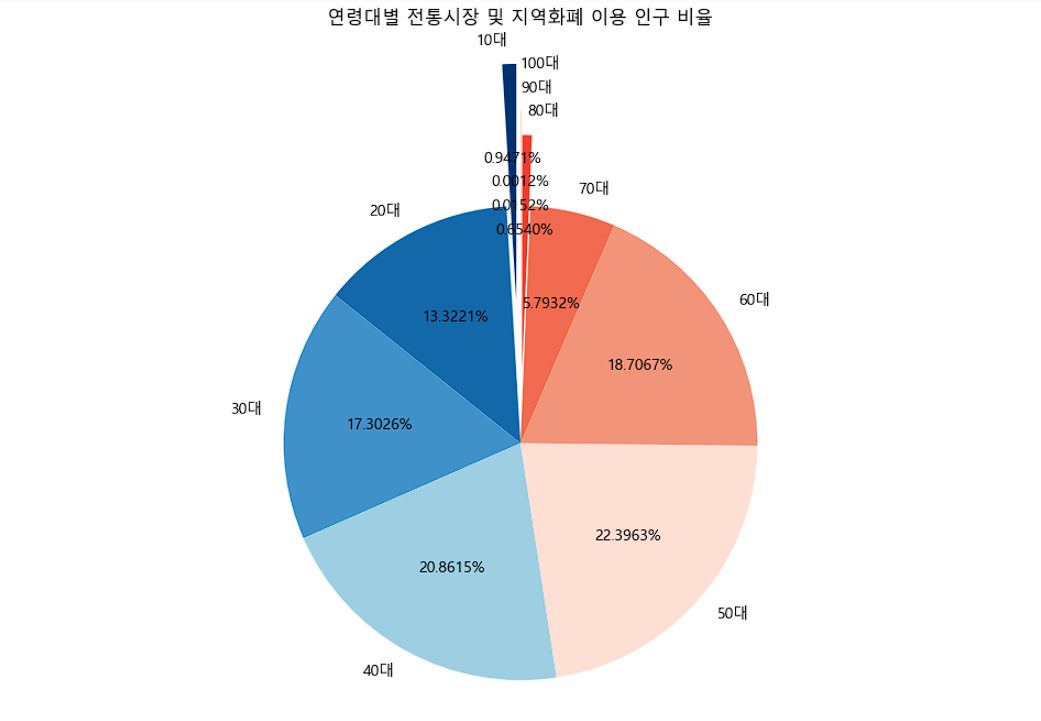 연령대별 전통시장 및 지역화폐 이용 인구 비율
10대
100대
90대
80대
0.9471%
0.0012%
0.0152%
0.6540%
70대
20대
5.7932%
13.3221%
60대
18.7067%
30대
17.3026%
22.3963%
20.8615%
50대
40대